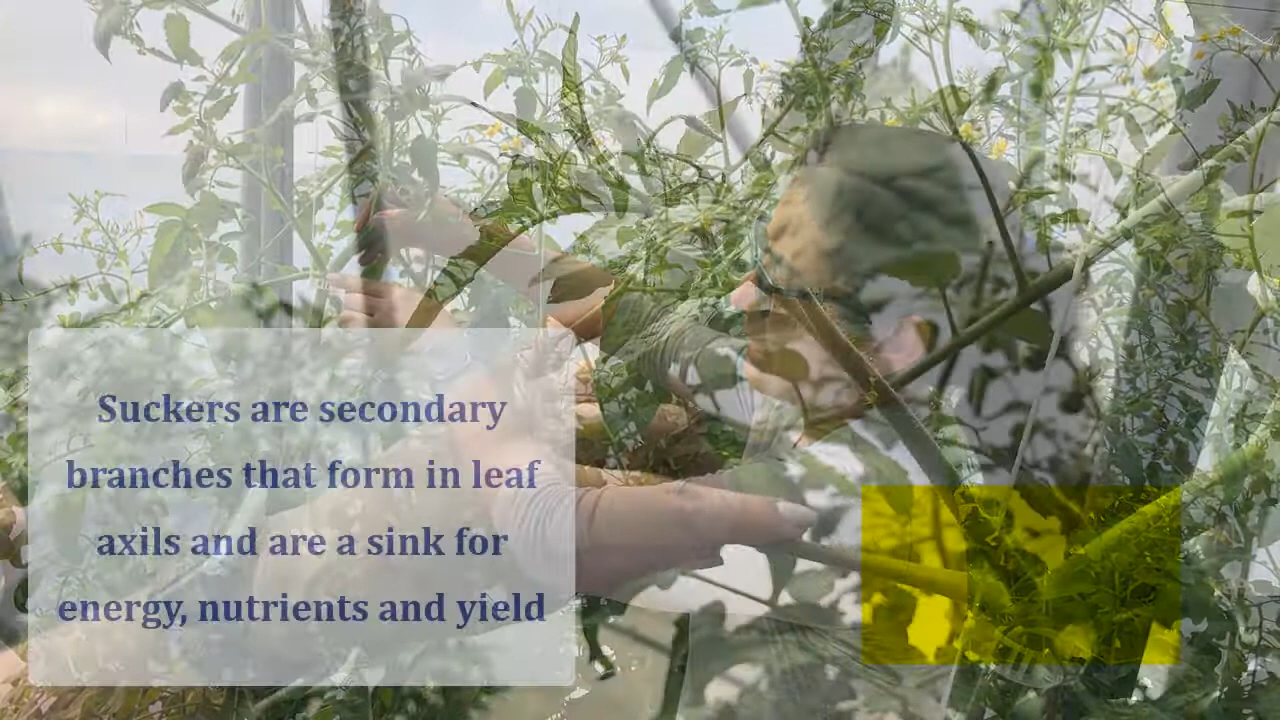 Suckers are secondary
branches that form in leaf
axils and are a sink for
energy, nutrients and yield